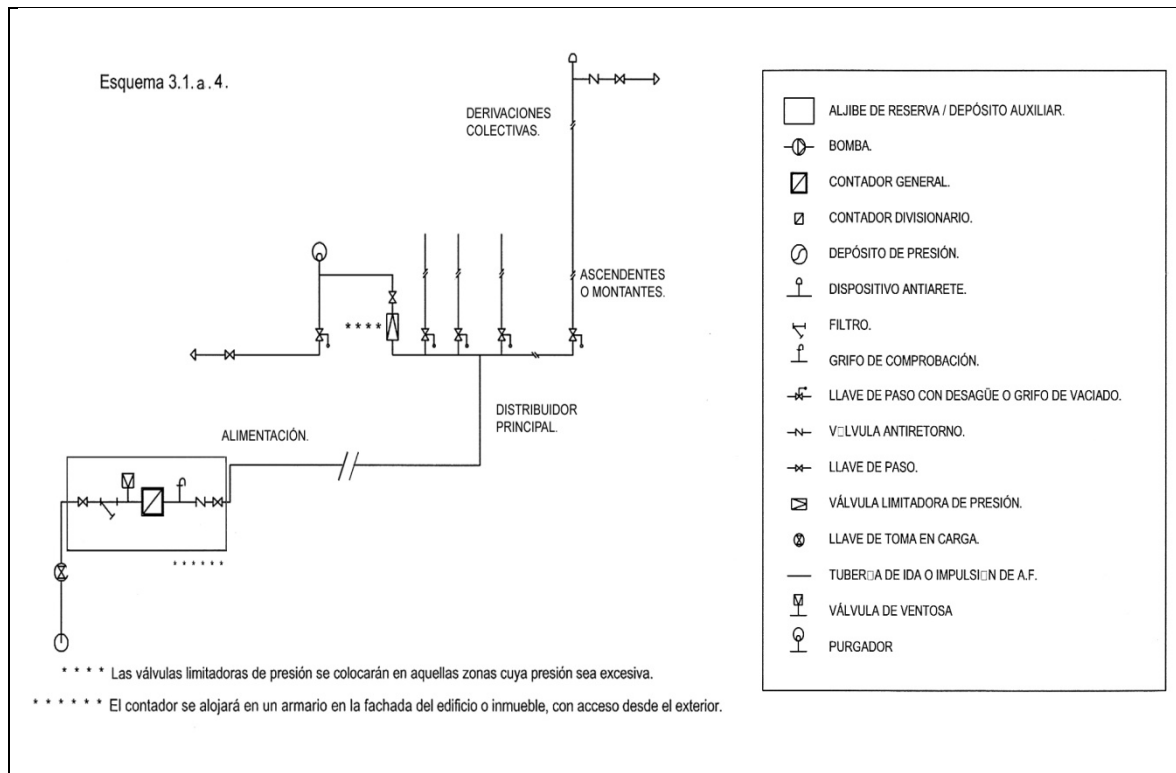 Esquema 3.1.a.4.
DERIVACIONES
COLECTIVAS.
ASCENDENTES
O MONTANTES.
* * * *
DISTRIBUIDOR
PRINCIPAL.
ALIMENTACIÓN.
* * * * * *
* * * * Las válvulas limitadoras de presión se colocarán en aquellas zonas cuya presión sea excesiva.
* * * * * * El contador se alojará en un armario en la fachada del edificio o inmueble, con acceso desde el exterior.
ALJIBE DE RESERVA / DEPÓSITO AUXILIAR.
BOMBA.
CONTADOR GENERAL.
CONTADOR DIVISIONARIO.
DEPÓSITO DE PRESIÓN.
DISPOSITIVO ANTIARETE.
FILTRO.
GRIFO DE COMPROBACIÓN.
LLAVE DE PASO CON DESAGÜE O GRIFO DE VACIADO.
V□LVULA ANTIRETORNO.
LLAVE DE PASO.
VÁLVULA LIMITADORA DE PRESIÓN.
LLAVE DE TOMA EN CARGA.
TUBER□A DE IDA O IMPULSI□N DE A.F.
VÁLVULA DE VENTOSA
PURGADOR